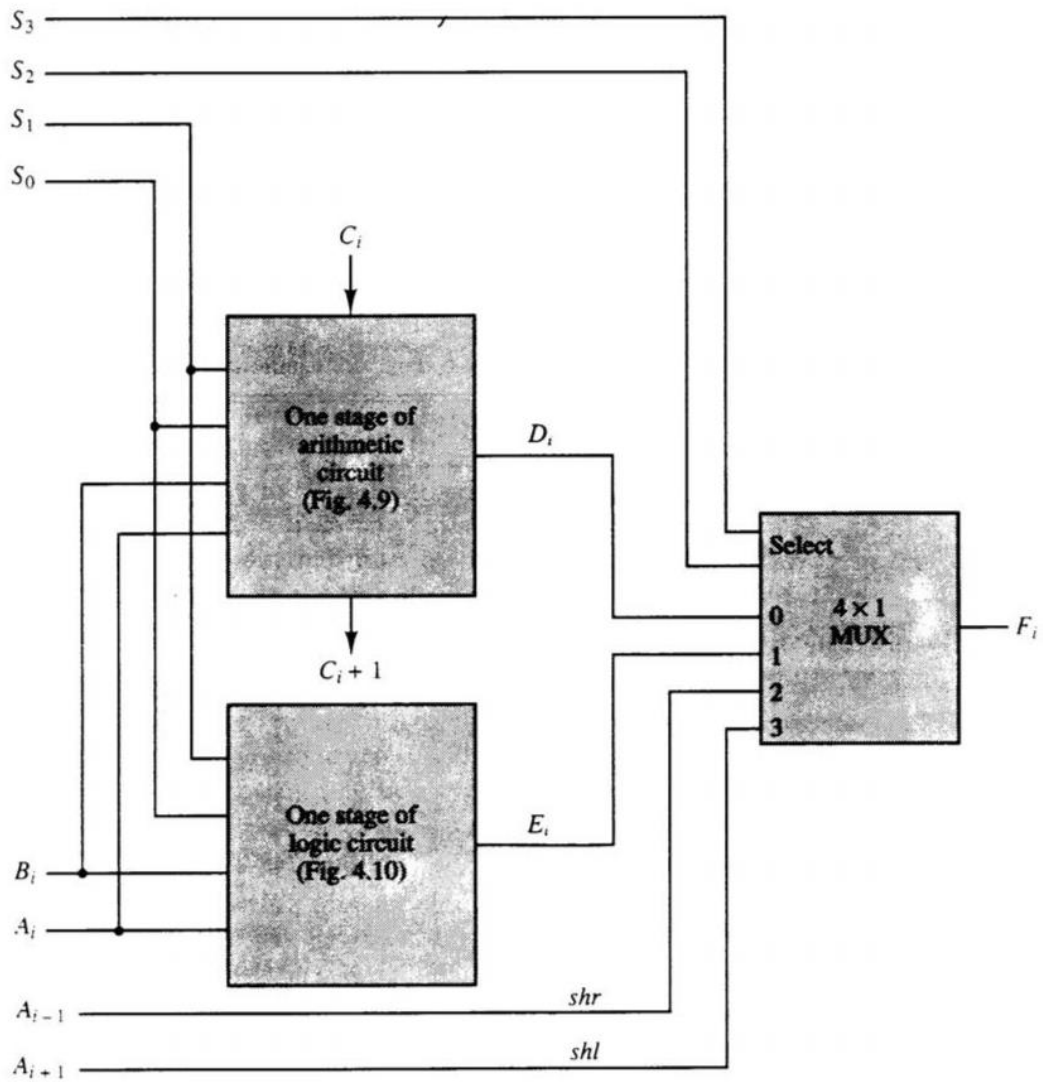 S₃
S₂
S₁
S₀
Cᵢ
One stage of
arithmetic
circuit
(Fig. 4.9)
Dᵢ
Select
4 × 1
MUX
0
1
2
3
Fᵢ
Cᵢ + 1
One stage of
logic circuit
(Fig. 4.10)
Eᵢ
Bᵢ
Aᵢ
Aᵢ₋₁
shr
Aᵢ₊₁
shl